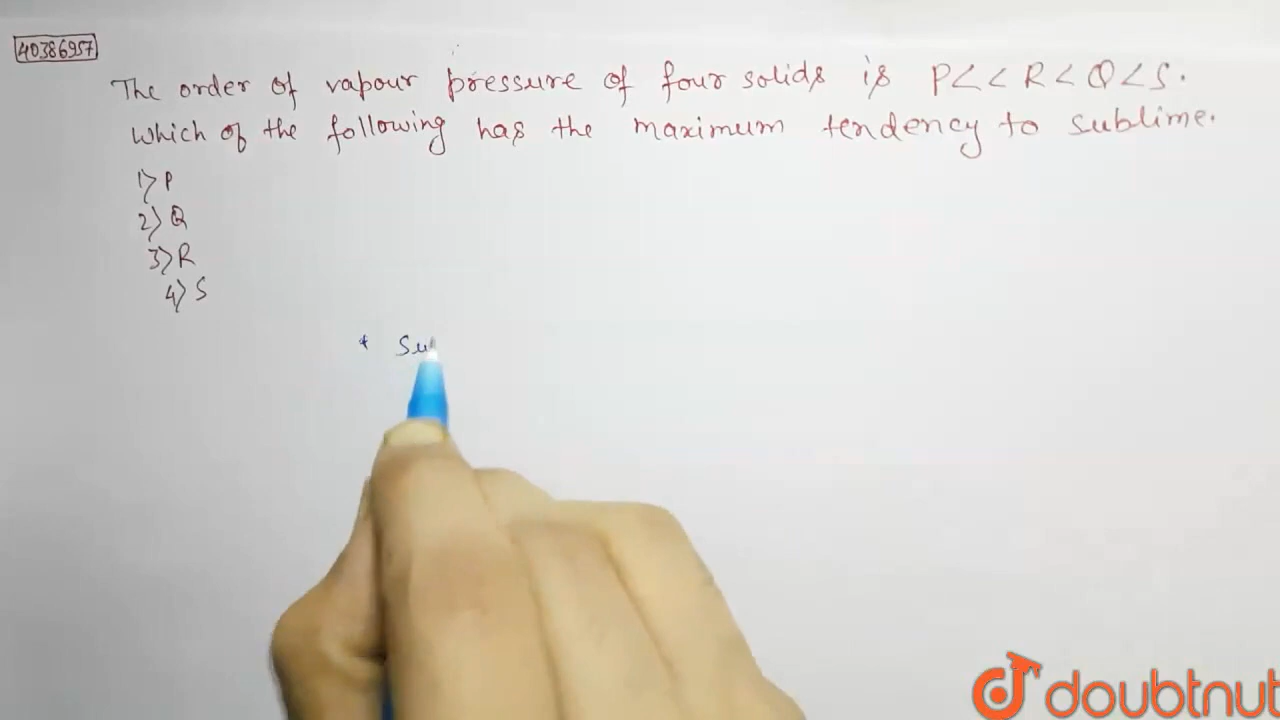 40386957
The order of vapour pressure of four solids is P<< R < Q < S.
Which of the following has the maximum tendency to sublime.
1) P
2) Q
3) R
4) S
* Su
doubtnut